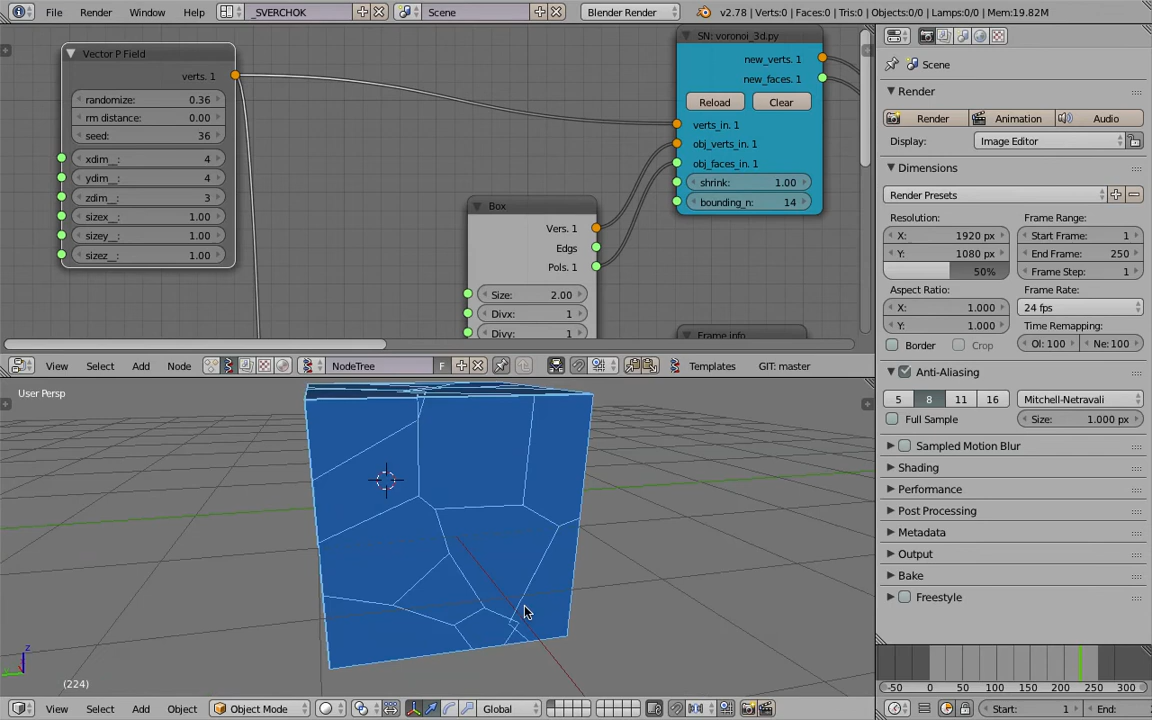 File Render Window Help _SVERCHOK Scene Blender Render v2.78 | Verts:0 | Faces:0 | Tris:0 | Objects:0/0 | Lamps:0/0 | Mem:19.82M
Vector P Field
verts. 1
randomize: 0.36
rm distance: 0.00
seed: 36
xdim__: 4
ydim__: 4
zdim__: 3
sizex__: 1.00
sizey__: 1.00
sizez__: 1.00
Box
Vers. 1
Edgs
Pols. 1
Size: 2.00
Divx: 1
Divy: 1
SN: voronoi_3d.py
new_verts. 1
new_faces. 1
Reload Clear
verts_in. 1
obj_verts_in. 1
obj_faces_in. 1
shrink: 1.00
bounding_n: 14
Frame info
View Select Add Node NodeTree F Templates GIT: master
User Persp
(224)
View Select Add Object Object Mode Global
Scene
Render
Render Animation Audio
Display: Image Editor
Dimensions
Render Presets
Resolution: Frame Range:
X: 1920 px Start Frame: 1
Y: 1080 px End Frame: 250
50% Frame Step: 1
Aspect Ratio: Frame Rate:
X: 1.000 24 fps
Y: 1.000 Time Remapping:
Border Crop Ol: 100 Ne: 100
Anti-Aliasing
5 8 11 16 Mitchell-Netravali
Full Sample Size: 1.000 px
Sampled Motion Blur
Shading
Performance
Post Processing
Metadata
Output
Bake
Freestyle
-50 0 50 100 150 200 250 300
Start: 1 End: